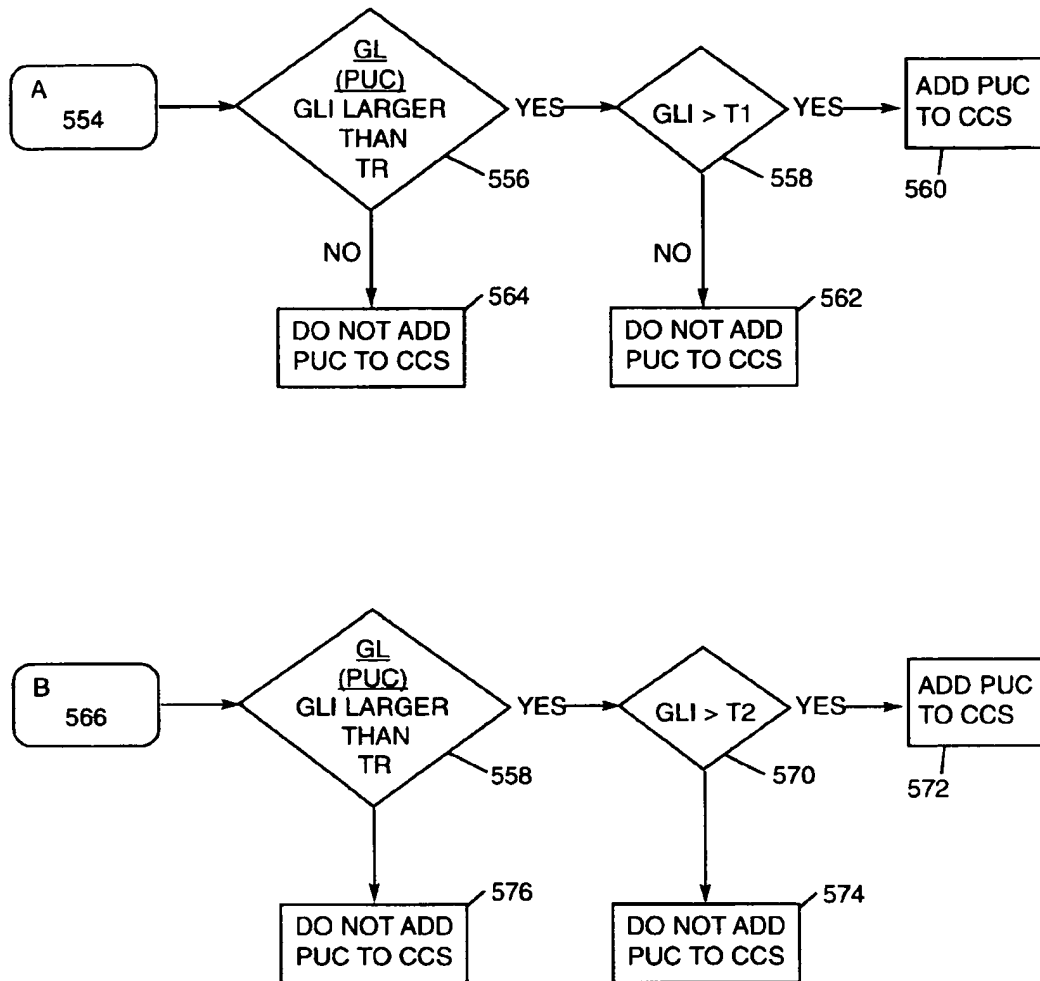 A
554
GL
(PUC)
GLI LARGER
THAN
TR
556
YES
GLI > T1
558
YES
ADD PUC
TO CCS
560
NO
564
DO NOT ADD
PUC TO CCS
NO
562
DO NOT ADD
PUC TO CCS
B
566
GL
(PUC)
GLI LARGER
THAN
TR
558
YES
GLI > T2
570
YES
ADD PUC
TO CCS
572
576
DO NOT ADD
PUC TO CCS
574
DO NOT ADD
PUC TO CCS